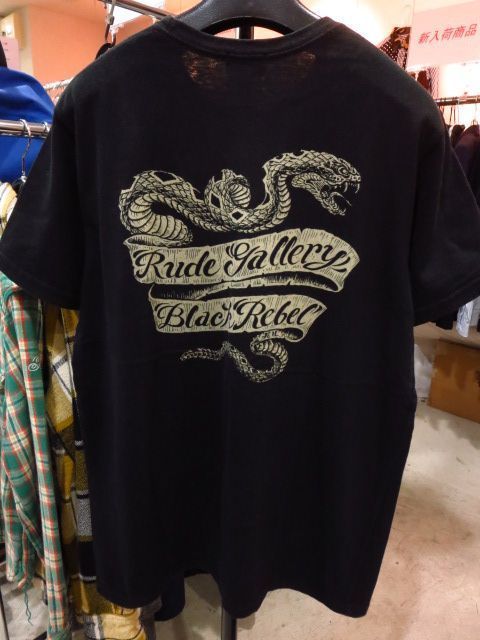 新入荷商品
Rude Gallery
Black Rebel